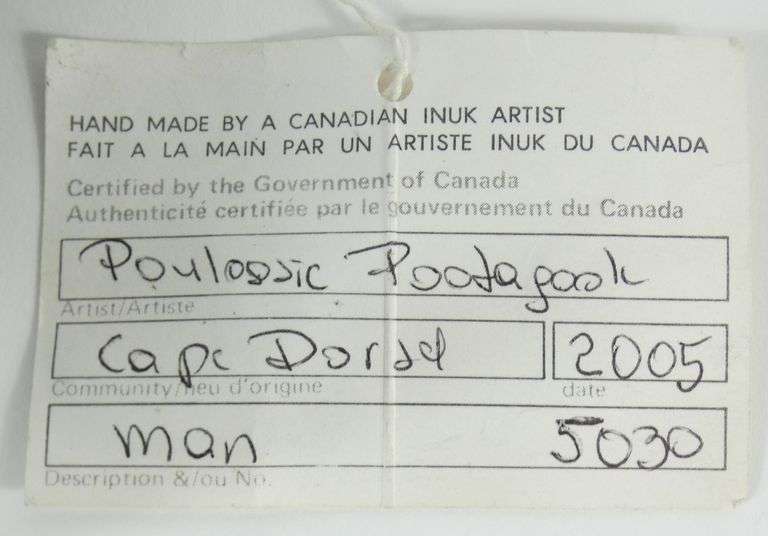 HAND MADE BY A CANADIAN INUK ARTIST
FAIT A LA MAIN PAR UN ARTISTE INUK DU CANADA
Certified by the Government of Canada
Authenticité certifiée par le gouvernement du Canada
Poulossie Pootagook
Artist/Artiste
Cape Dorset 2005
Community/lieu d'origine date
man 5030
Description &/ou No.